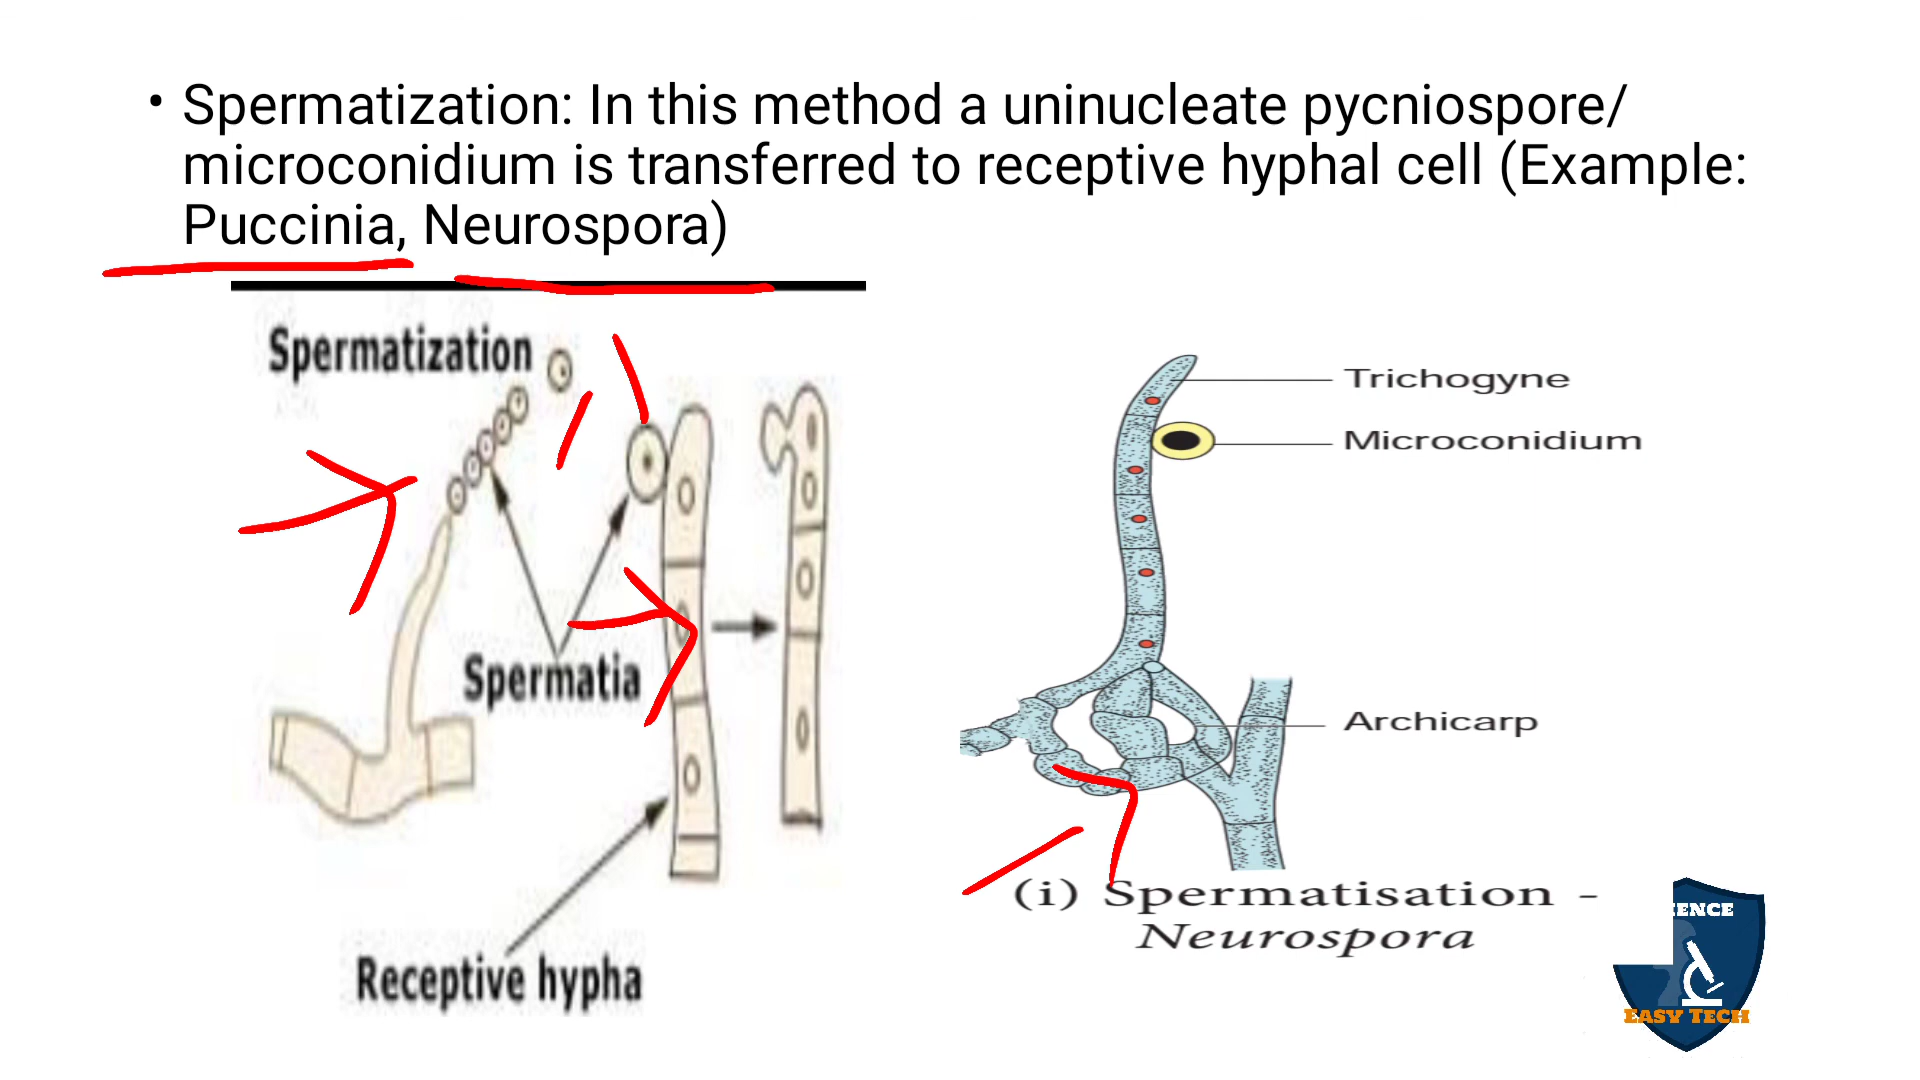 • Spermatization: In this method a uninucleate pycniospore/
microconidium is transferred to receptive hyphal cell (Example:
Puccinia, Neurospora)
Spermatization
Spermatia
Receptive hypha
Trichogyne
Microconidium
Archicarp
(i) Spermatisation -
Neurospora
IENCE
EASY TECH